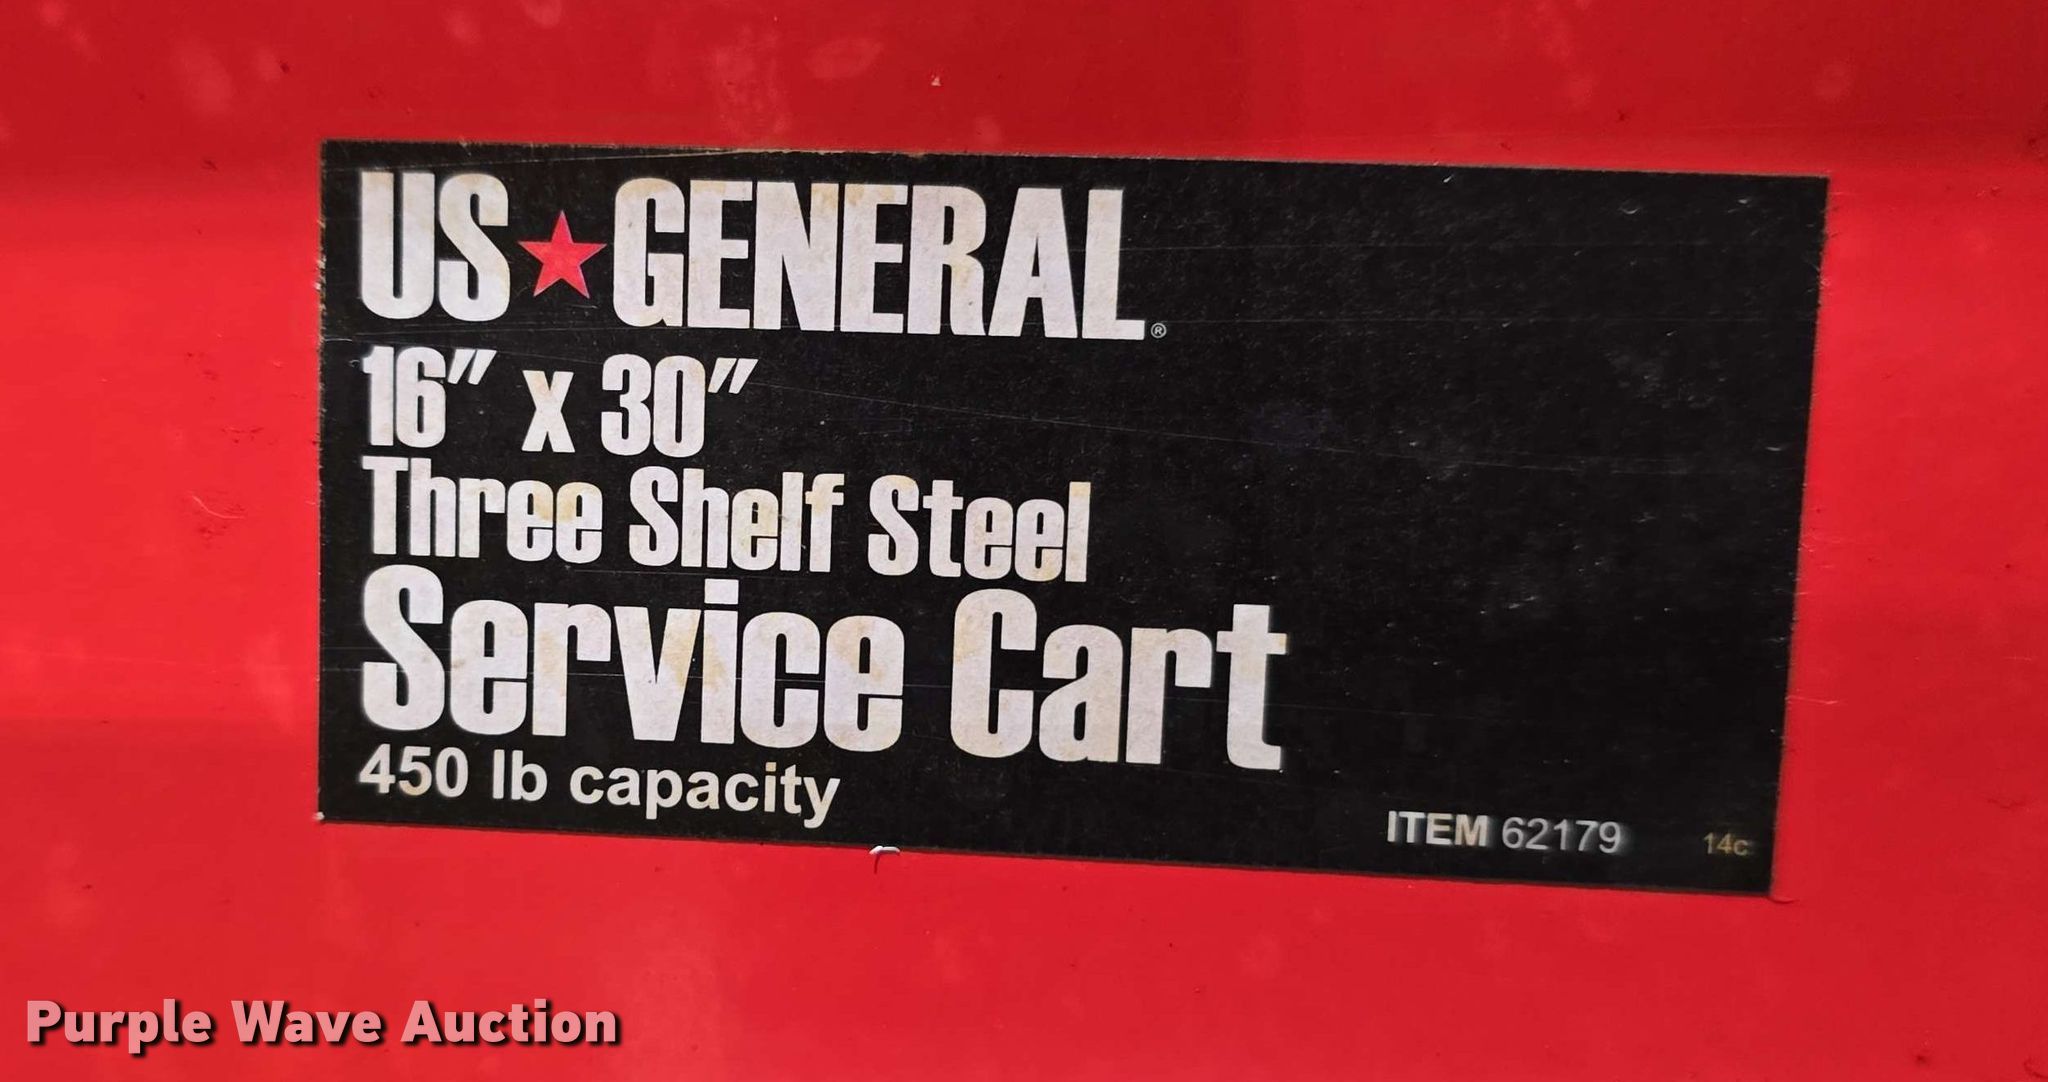 US★GENERAL®
16" x 30"
Three Shelf Steel
Service Cart
450 lb capacity
ITEM 62179 14c
Purple Wave Auction